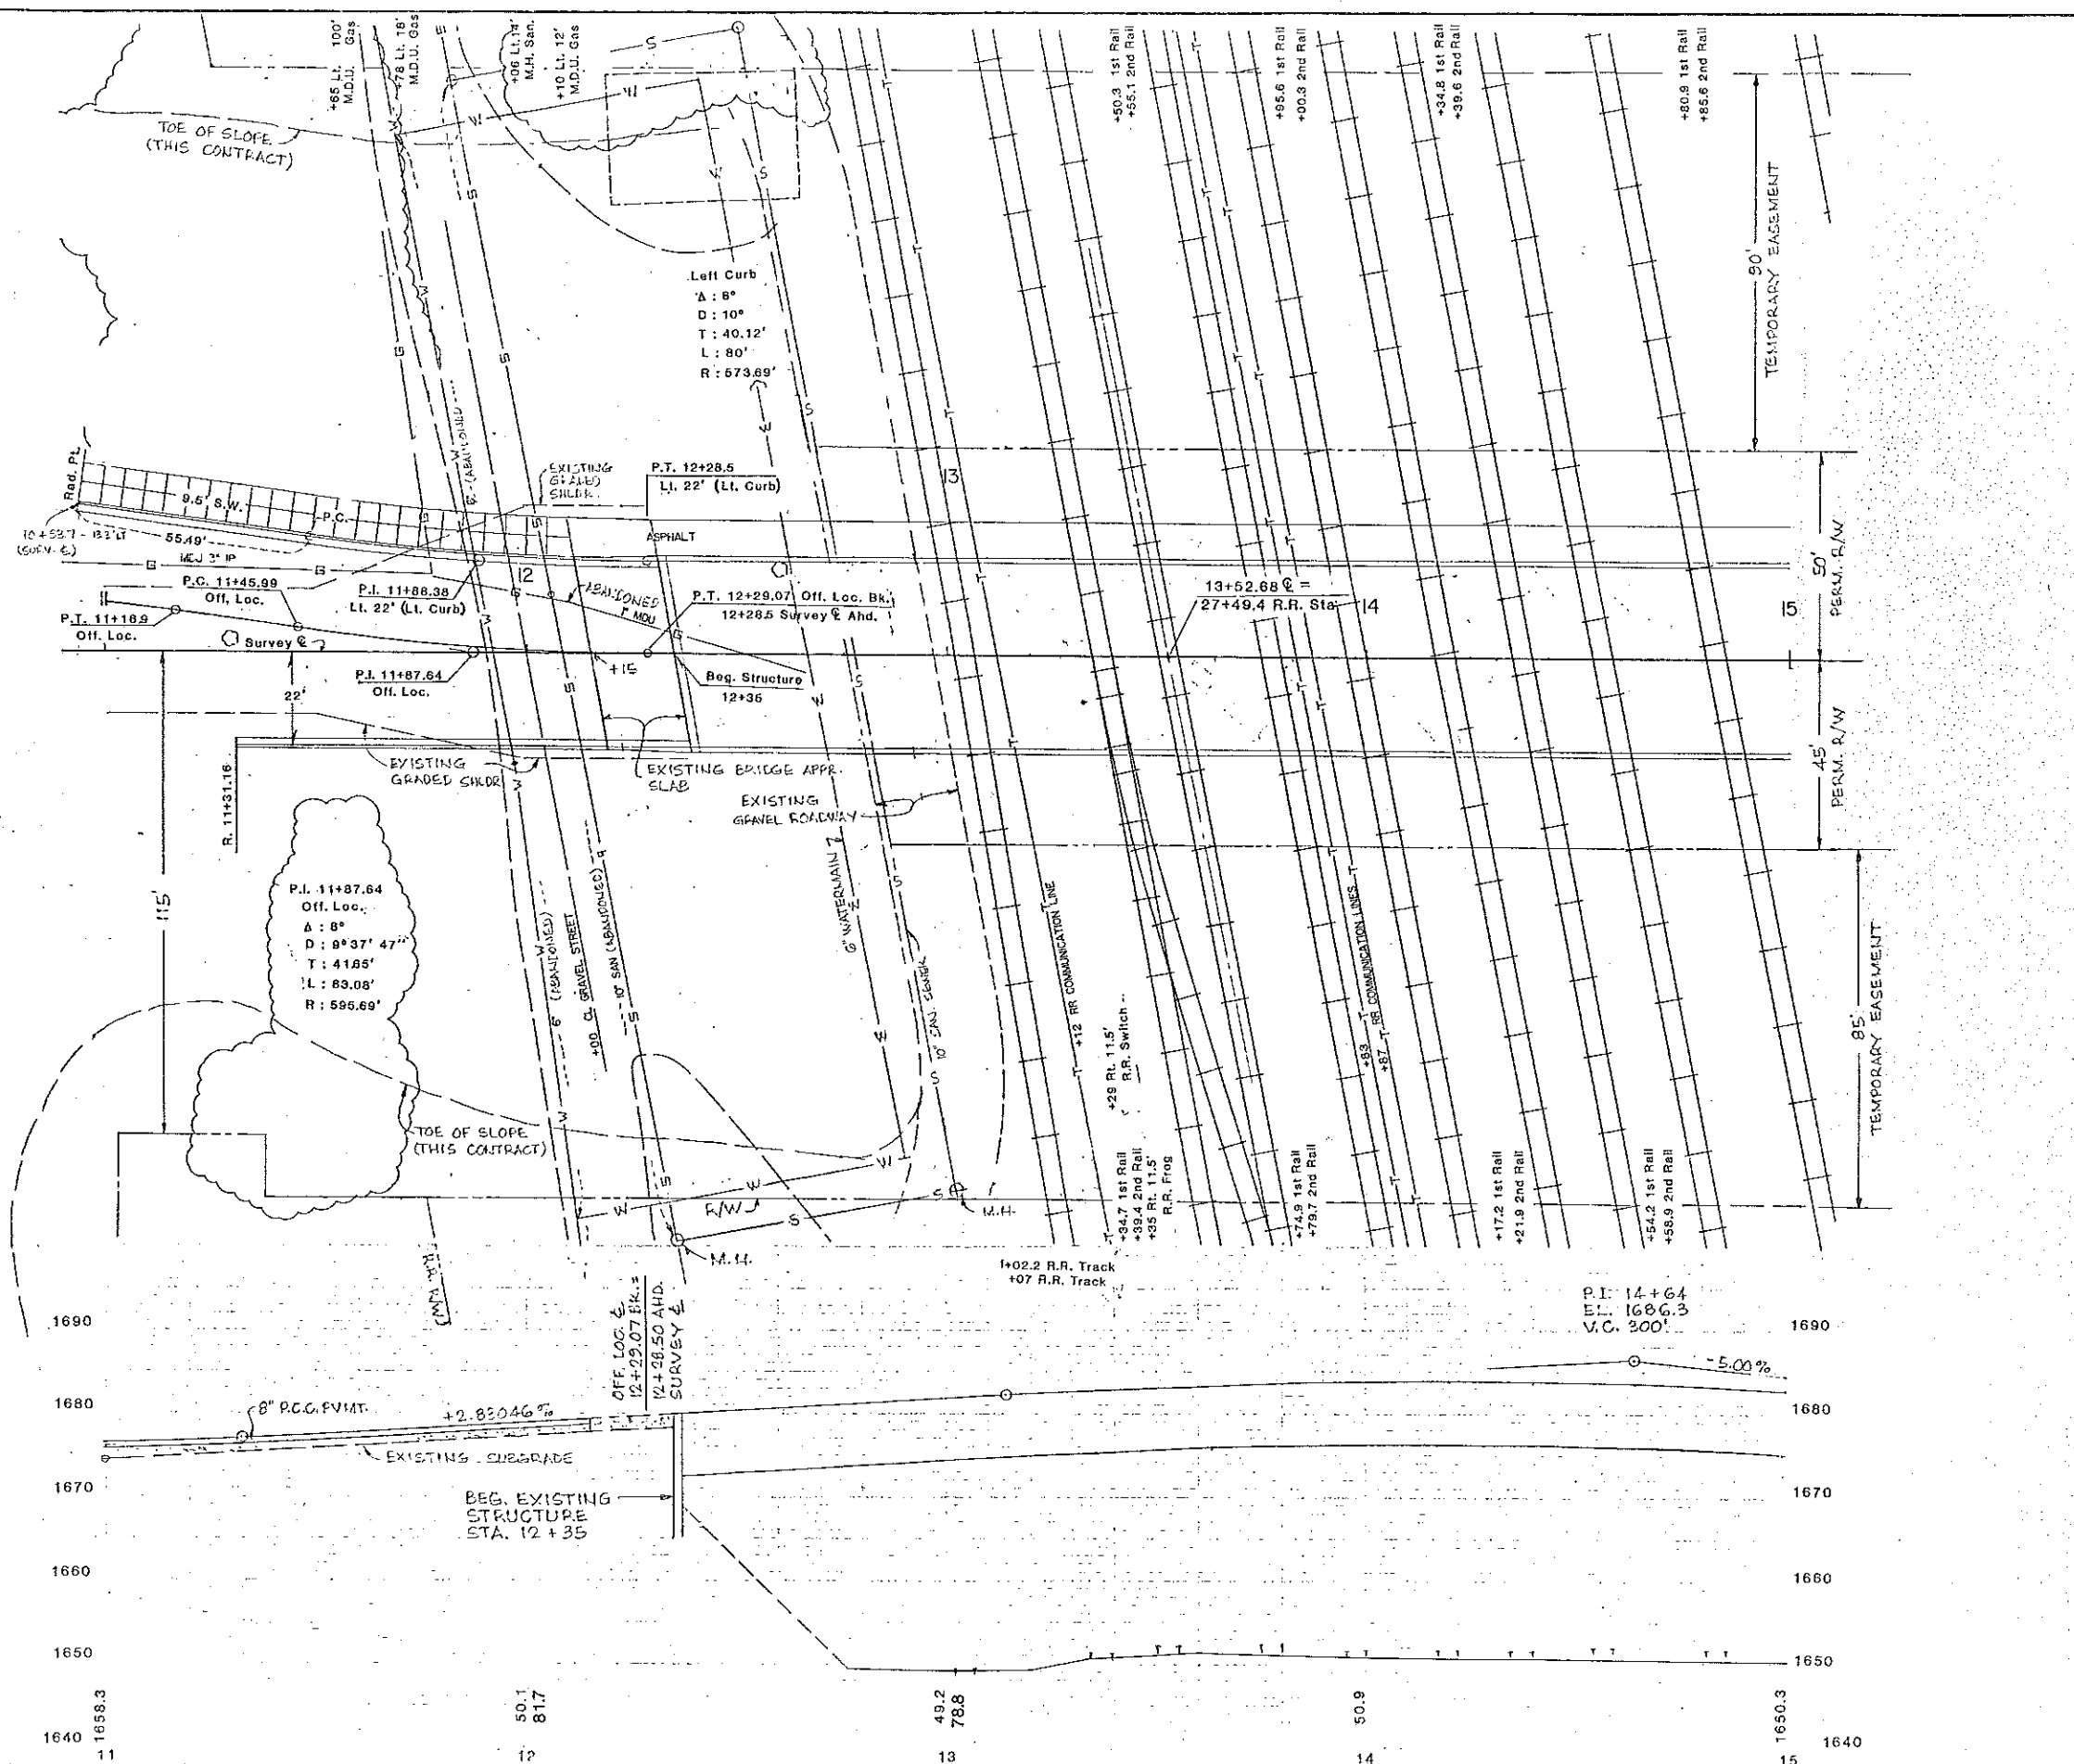 +65 Lt. 100'
M.D.U. Gas
+78 Lt. 18'
M.D.U. Gas
+06 Lt.14'
M.H. San.
+10 Lt. 12'
M.D.U. Gas
+50.3 1st Rail
+55.1 2nd Rail
+95.6 1st Rail
+00.3 2nd Rail
+34.8 1st Rail
+39.6 2nd Rail
+80.9 1st Rail
+85.6 2nd Rail
TOE OF SLOPE
(THIS CONTRACT)
90'
TEMPORARY EASEMENT
Left Curb
Δ : 8°
D : 10°
T : 40.12'
L : 80'
R : 573.69'
Rad. Pt.
9.5' S.W.
P.C.
55.49'
EXISTING
GRADED
SHLDR.
P.T. 12+28.5
Lt. 22' (Lt. Curb)
ASPHALT
13
MDU 3" IP
P.C. 11+45.99
Off. Loc.
P.I. 11+88.38
Lt. 22' (Lt. Curb)
12
ABANDONED
MDU
P.T. 12+29.07 Off. Loc. Bk.
12+28.5 Survey ℄ Ahd.
13+52.68 ℄ =
27+49.4 R.R. Sta.
14
15
50'
PERM. R/W
P.T. 11+16.9
Off. Loc.
Survey ℄
P.I. 11+87.64
Off. Loc.
+15
Beg. Structure
12+36
22'
EXISTING
GRADED SHLDR.
EXISTING BRIDGE APPR.
SLAB
EXISTING
GRAVEL ROADWAY
45'
PERM. R/W
R. 11+31.16
115'
P.I. 11+87.64
Off. Loc.
Δ : 8°
D : 9° 37' 47"
T : 41.65'
L : 83.08'
R : 595.69'
6" (ABANDONED)
+00 CL GRAVEL STREET
10" SAN (ABANDONED)
6" WATERMAIN
10" SAN. SEWER
+12 RR COMMUNICATION LINE
+29 Rt. 11.5'
R.R. Switch
+83
+87
RR COMMUNICATION LINES
85'
TEMPORARY EASEMENT
TOE OF SLOPE
(THIS CONTRACT)
R/W
M.H.
M.H.
+34.7 1st Rail
+39.4 2nd Rail
+35 Rt. 11.5'
R.R. Frog
+74.9 1st Rail
+79.7 2nd Rail
+17.2 1st Rail
+21.9 2nd Rail
+54.2 1st Rail
+58.9 2nd Rail
+02.2 R.R. Track
+07 R.R. Track
OFF. LOC. ℄
12+29.07 BK.=
12+28.50 AHD.
SURVEY ℄
P.I. 14+64
EL. 1686.3
V.C. 300'
1690
1690
-5.00%
1680
8" P.C.C. PVMT.
+2.83046%
1680
EXISTING SUBGRADE
1670
BEG. EXISTING
STRUCTURE
STA. 12+35
1670
1660
1660
1650
1650
1658.3
50.1
81.7
49.2
78.8
50.9
1650.3
1640
1640
11
12
13
14
15